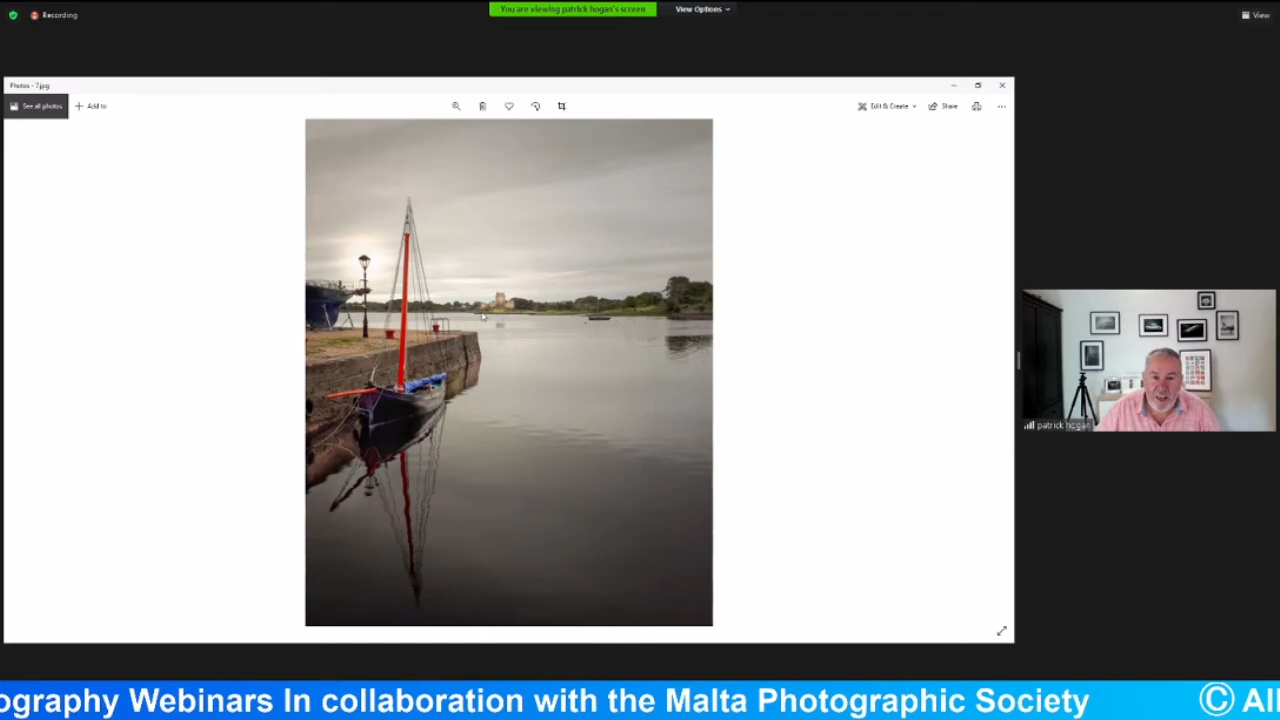 Recording
You are viewing patrick hogan's screen
View Options
View
Photos - 7.jpg
See all photos
Add to
Edit & Create
Share
patrick hogan
ography Webinars In collaboration with the Malta Photographic Society
© All